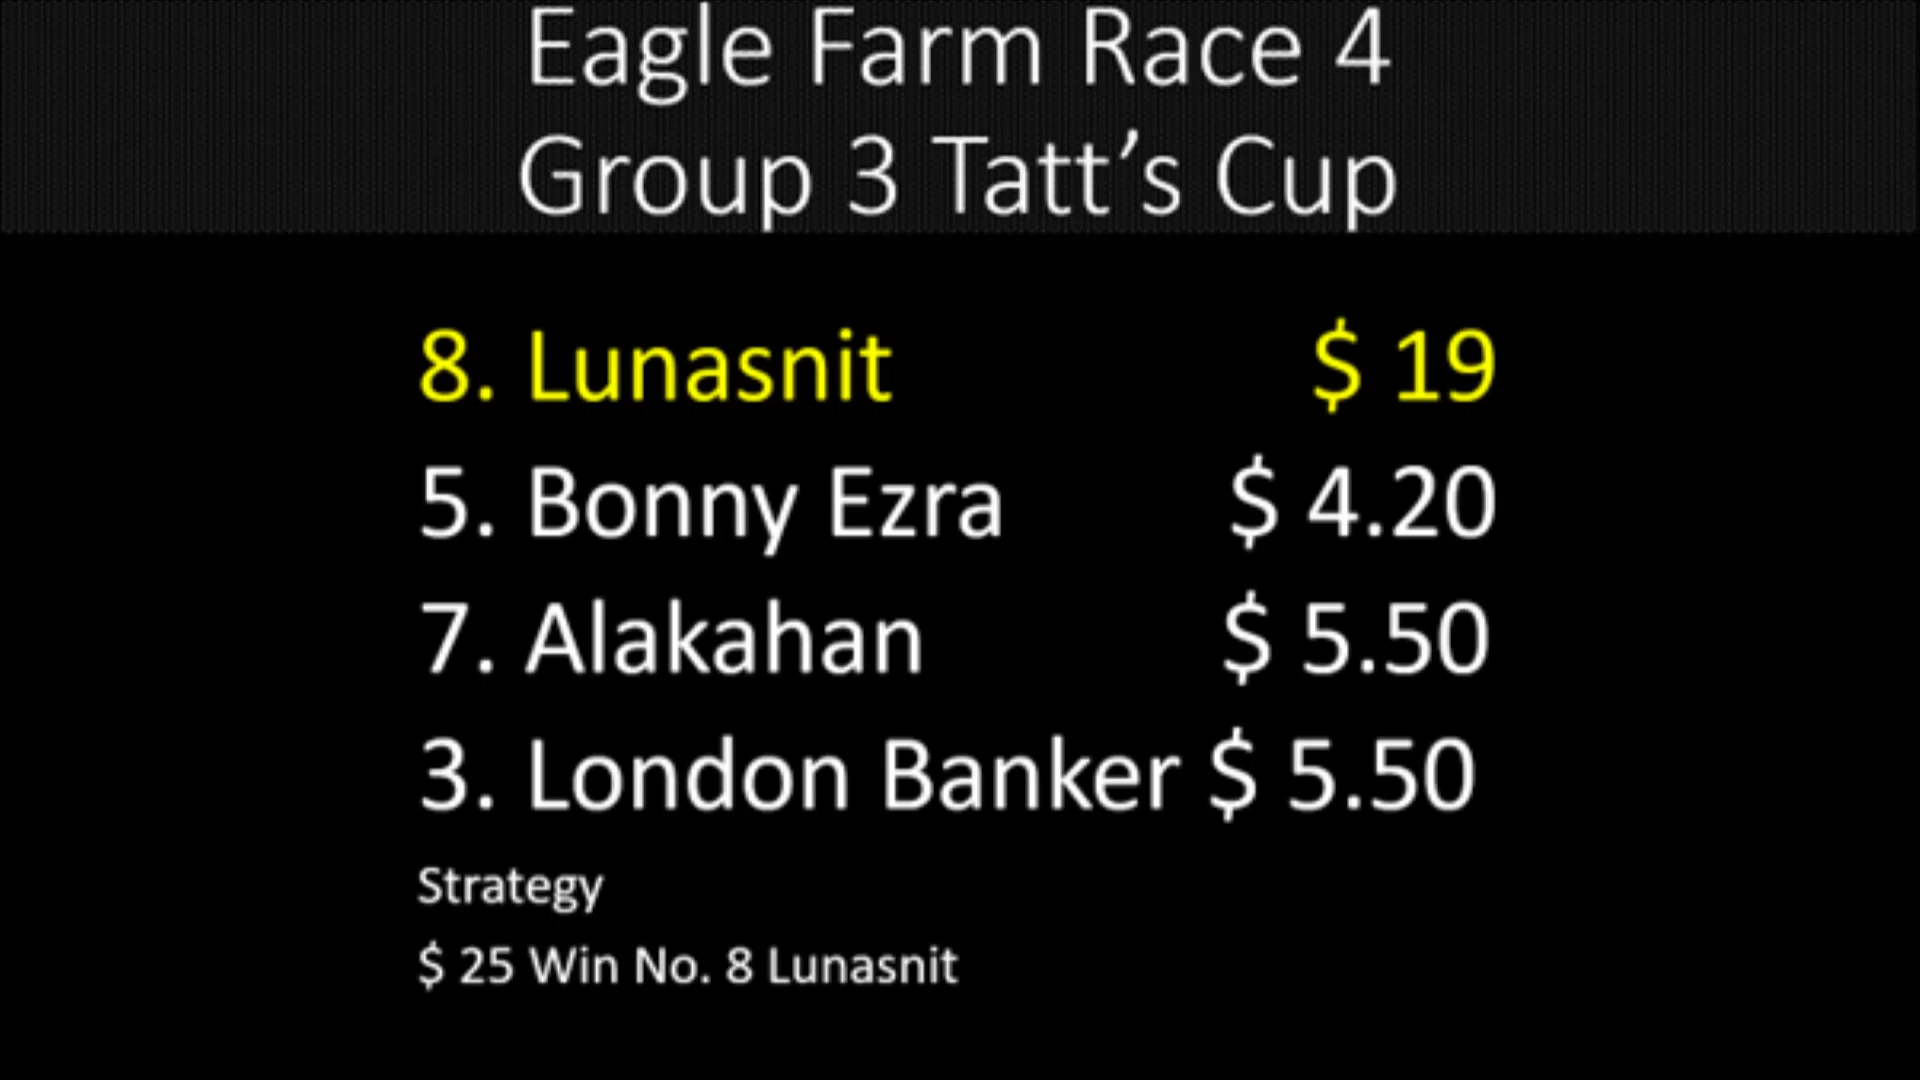 Eagle Farm Race 4
Group 3 Tatt’s Cup
8. Lunasnit $ 19
5. Bonny Ezra $ 4.20
7. Alakahan $ 5.50
3. London Banker $ 5.50
Strategy
$ 25 Win No. 8 Lunasnit